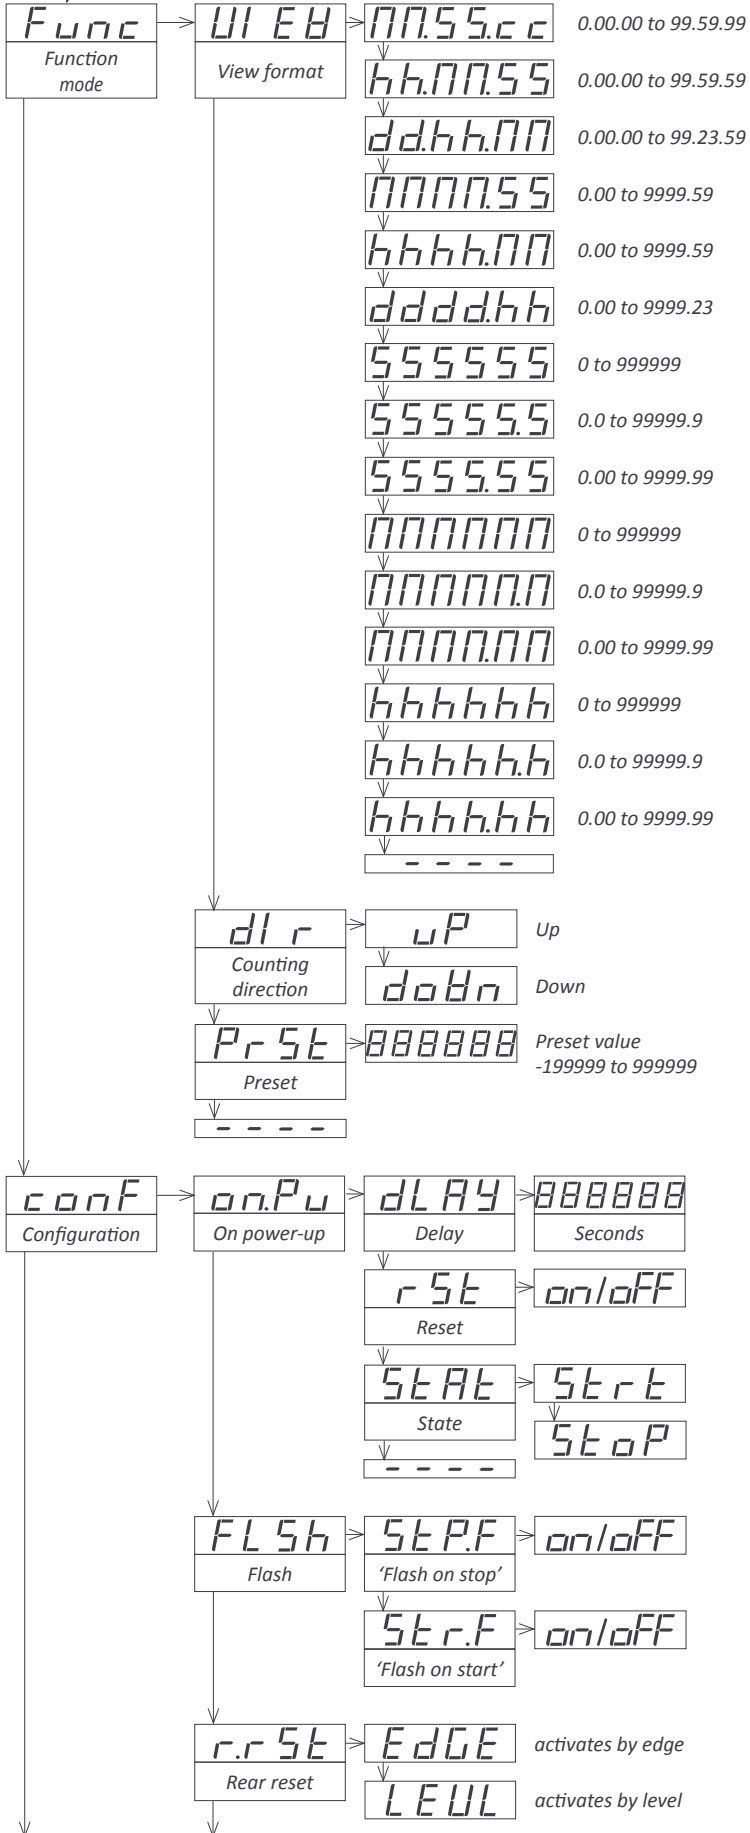 Func
Function
mode
VIEW
View format
MM.SS.cc 0.00.00 to 99.59.99
hh.MM.SS 0.00.00 to 99.59.59
dd.hh.MM 0.00.00 to 99.23.59
MMMM.SS 0.00 to 9999.59
hhhh.MM 0.00 to 9999.59
dddd.hh 0.00 to 9999.23
SSSSSS 0 to 999999
SSSSS.S 0.0 to 99999.9
SSSS.SS 0.00 to 9999.99
MMMMMM 0 to 999999
MMMMM.M 0.0 to 99999.9
MMMM.MM 0.00 to 9999.99
hhhhhh 0 to 999999
hhhhh.h 0.0 to 99999.9
hhhh.hh 0.00 to 9999.99
----
dIr
Counting
direction
uP Up
doWn Down
PrSt
Preset
888888 Preset value
-199999 to 999999
----
conF
Configuration
on.Pu
On power-up
dLAY
Delay
888888
Seconds
rSt
Reset
on/oFF
StAt
State
Strt
StoP
----
FLSh
Flash
StP.F
‘Flash on stop’
on/oFF
Str.F
‘Flash on start’
on/oFF
r.rSt
Rear reset
EdGE activates by edge
LEVL activates by level